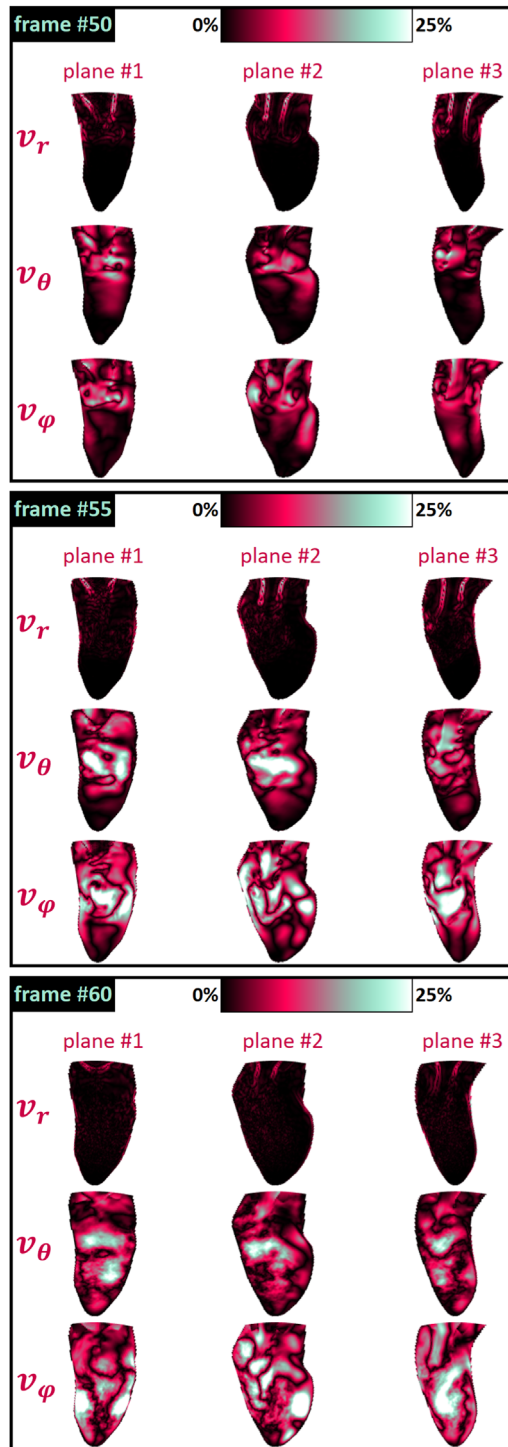 frame #50 0% 25%
plane #1 plane #2 plane #3
v_r
v_θ
v_φ
frame #55 0% 25%
plane #1 plane #2 plane #3
v_r
v_θ
v_φ
frame #60 0% 25%
plane #1 plane #2 plane #3
v_r
v_θ
v_φ